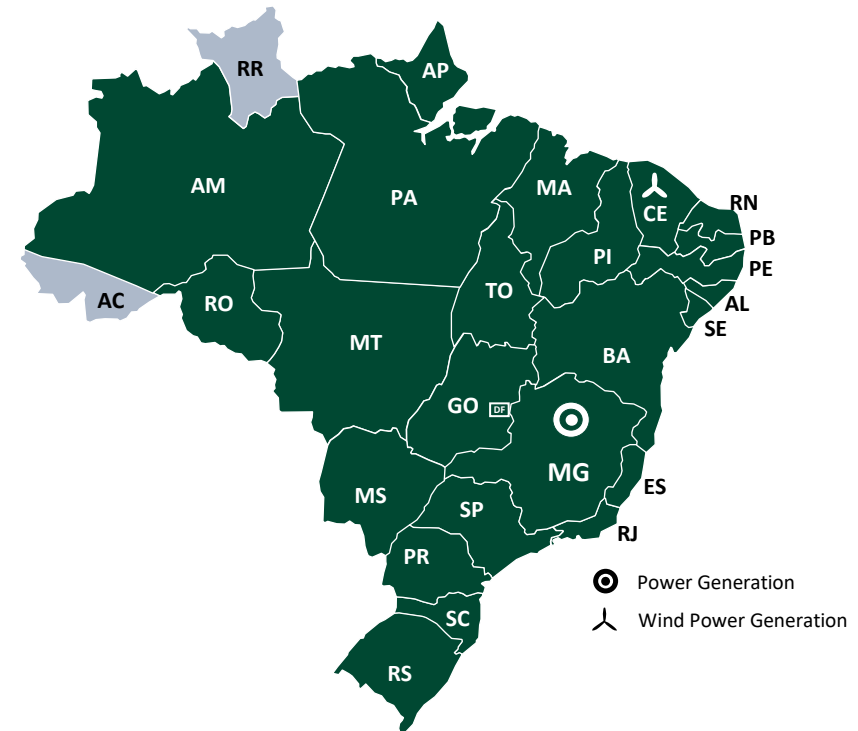 RR
AP
AM
PA
MA
CE
RN
PB
PI
PE
TO
AL
AC
RO
SE
MT
BA
GO
DF
MG
MS
ES
SP
RJ
PR
Power Generation
SC
Wind Power Generation
RS